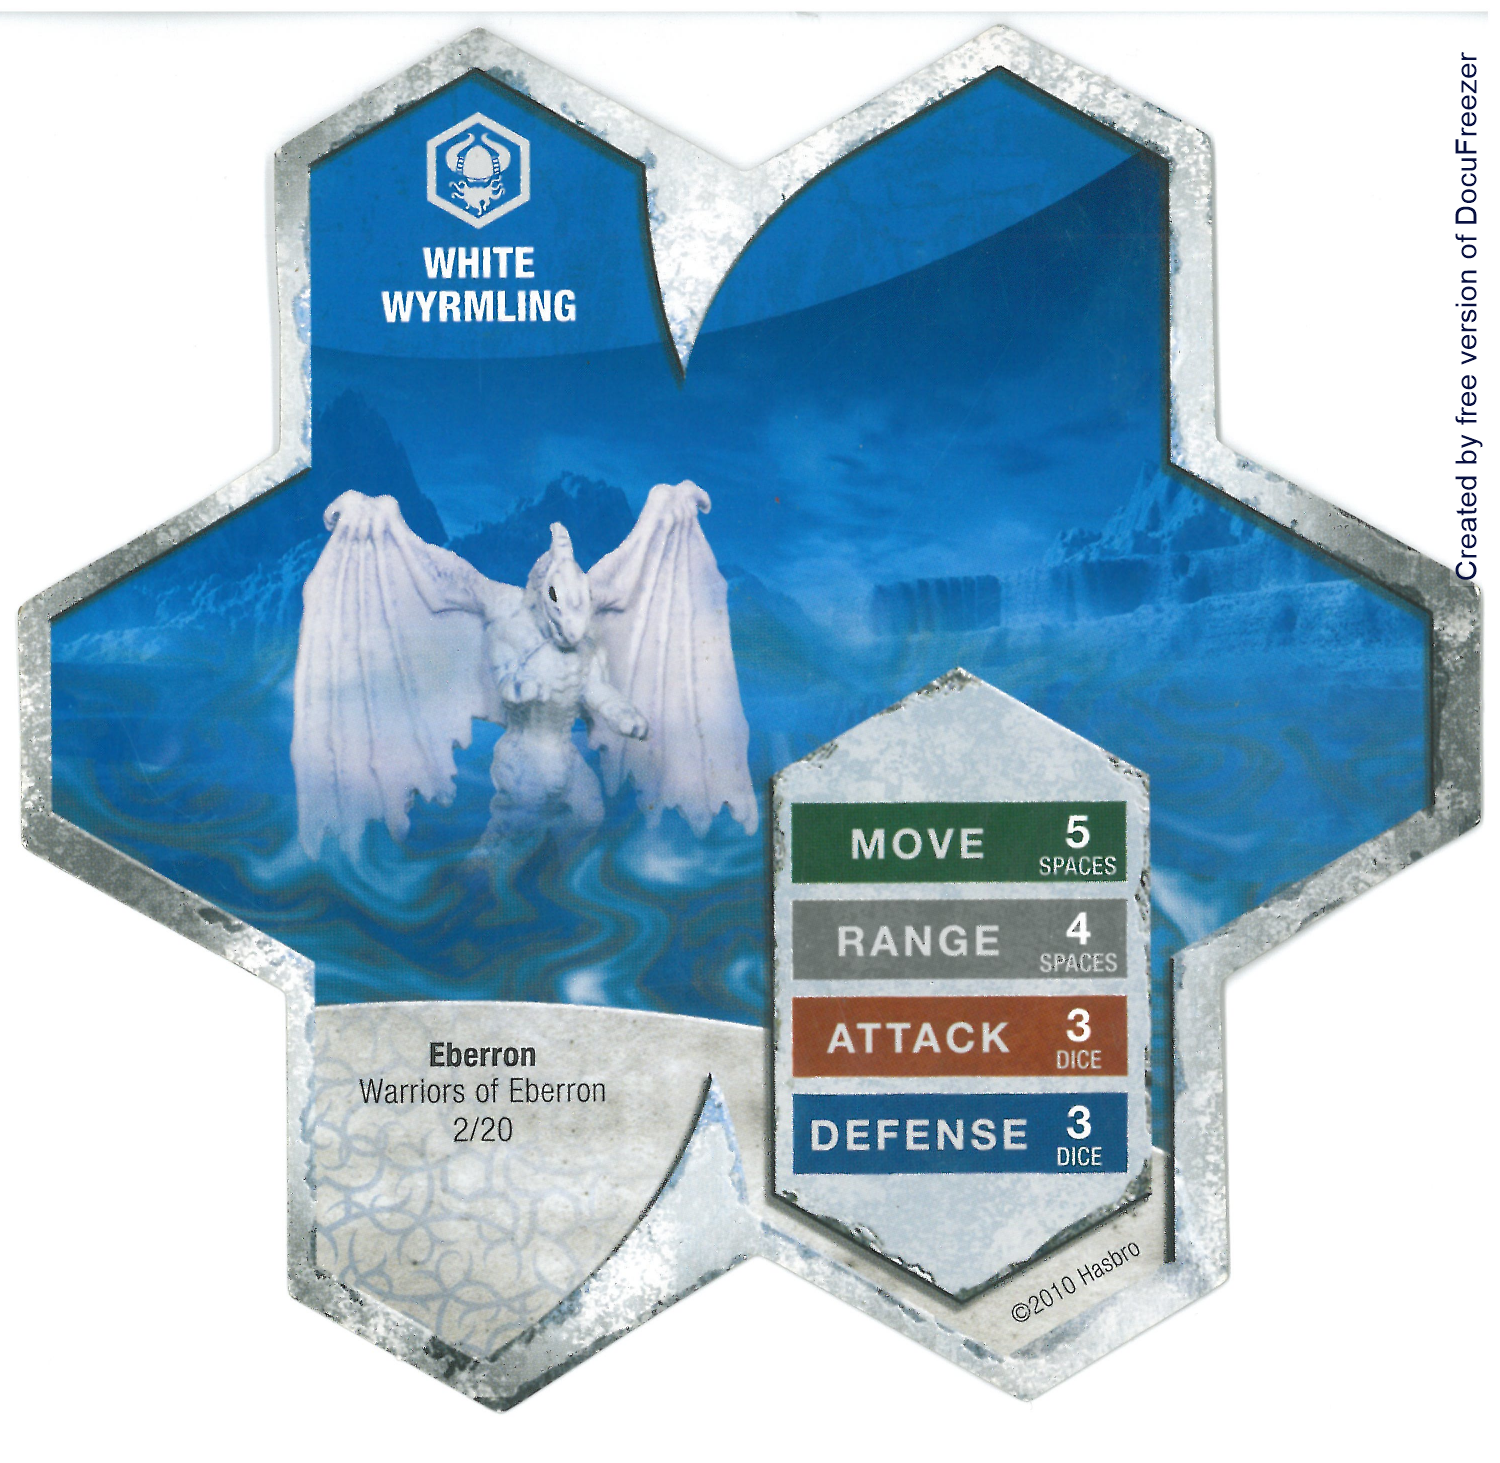 WHITE
WYRMLING
MOVE 5
SPACES
RANGE 4
SPACES
ATTACK 3
DICE
DEFENSE 3
DICE
Eberron
Warriors of Eberron
2/20
©2010 Hasbro
Created by free version of DocuFreezer